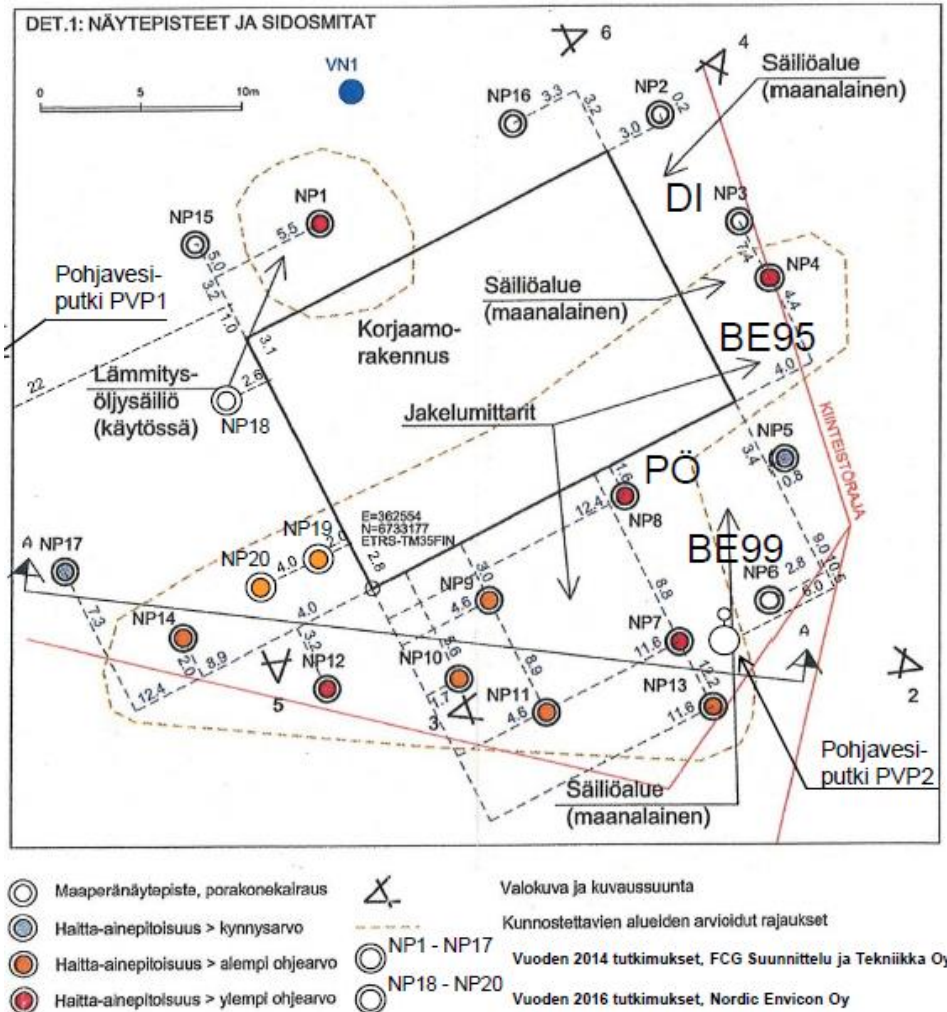 DET.1: NÄYTEPISTEET JA SIDOSMITAT
0 5 10m
VN1
6
4
Säiliöalue
(maanalainen)
NP16
3.3
3.2
NP2
0.2
3.0
NP1
5.5
NP15
5.0
3.2
1.0
DI
NP3
7.4
NP4
4.4
Pohjavesi-
putki PVP1
Säiliöalue
(maanalainen)
3.1
Korjaamo-
rakennus
BE95
4.0
22
Lämmitys-
öljysäiliö
(käytössä)
2.6
NP18
Jakelumittarit
KIINTEISTÖRAJA
NP5
3.4
0.8
PÖ
1.6
12.4
NP8
E=362554
N=6733177
ETRS-TM35FIN
2.8
NP19
2.0
NP20
4.0
A
NP17
7.3
BE99
9.0
10.5
NP6
2.8
6.0
NP9
3.0
4.6
8.8
4.0
NP14
2.0
8.9
12.4
3.2
NP12
5
5.6
NP10
1.7
3
8.9
NP11
4.6
NP7
11.6
12.2
NP13
11.6
A
2
Pohjavesi-
putki PVP2
Säiliöalue
(maanalainen)
Maaperänäytepiste, porakonekairaus
Haitta-ainepitoisuus > kynnysarvo
Haitta-ainepitoisuus > alempi ohjearvo
Haitta-ainepitoisuus > ylempi ohjearvo
Valokuva ja kuvaussuunta
Kunnostettavien alueiden arvioidut rajaukset
NP1 - NP17 Vuoden 2014 tutkimukset, FCG Suunnittelu ja Tekniikka Oy
NP18 - NP20 Vuoden 2016 tutkimukset, Nordic Envicon Oy